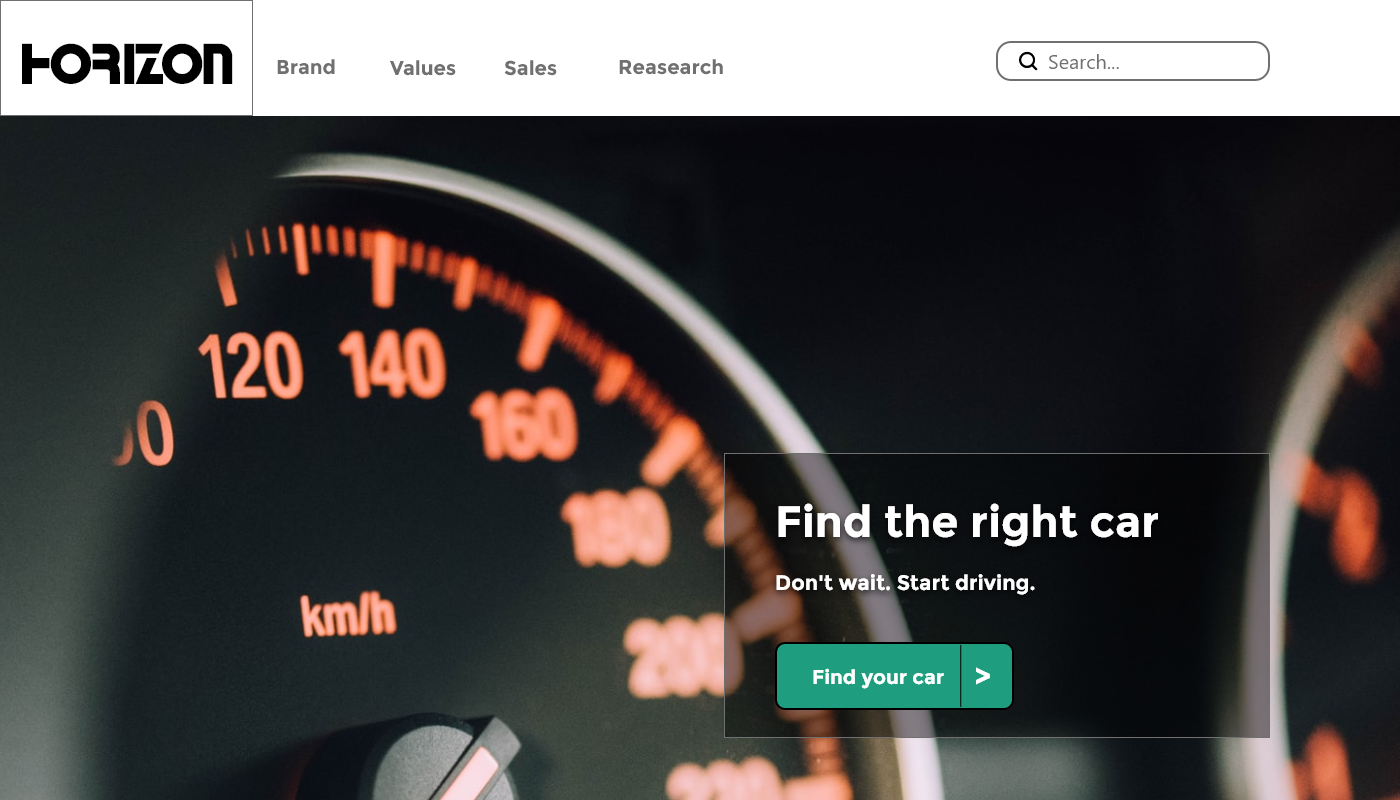 HORIZON
Brand
Values
Sales
Reasearch
Search...
120
140
160
180
200
km/h
Find the right car
Don't wait. Start driving.
Find your car >